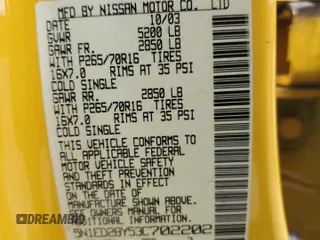 MFD BY NISSAN MOTOR CO. LTD
DATE 10/03
GVWR 5200 LB
GAWR FR. 2850 LB
WITH P265/70R16 TIRES
16X7.0 RIMS AT 35 PSI
COLD SINGLE
GAWR RR. 2850 LB
WITH P265/70R16 TIRES
16X7.0 RIMS AT 35 PSI
COLD SINGLE
THIS VEHICLE CONFORMS TO
ALL APPLICABLE FEDERAL
MOTOR VEHICLE SAFETY
AND THEFT PREVENTION
STANDARDS IN EFFECT ON
THE DATE OF
MANUFACTURE SHOWN
OWNERS MANUAL FOR
ADDITIONAL
5N1ED28Y53C702202
DREAMBID